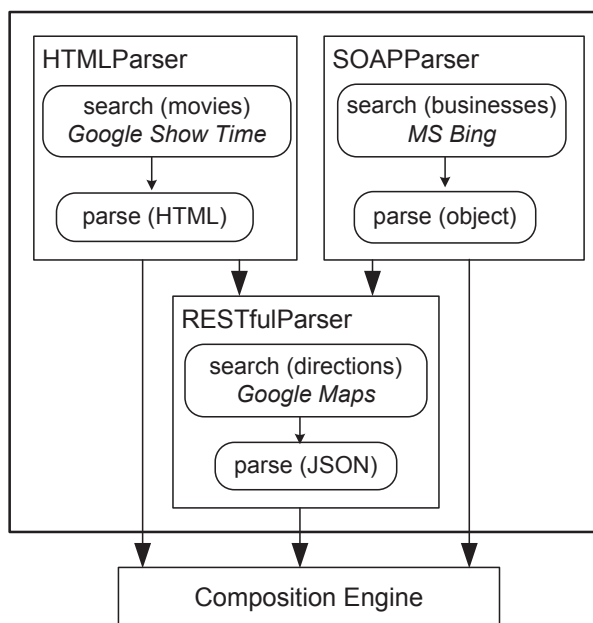 HTMLParser
search (movies)
Google Show Time
parse (HTML)
SOAPParser
search (businesses)
MS Bing
parse (object)
RESTfulParser
search (directions)
Google Maps
parse (JSON)
Composition Engine